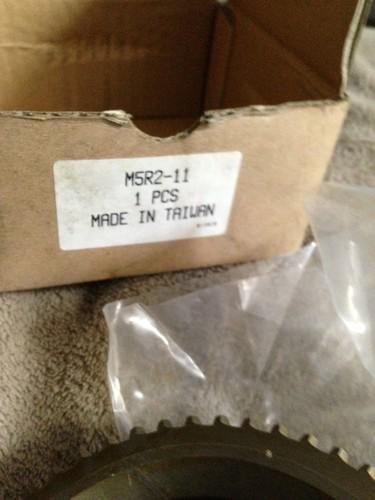 M5R2-11
1 PCS
MADE IN TAIWAN